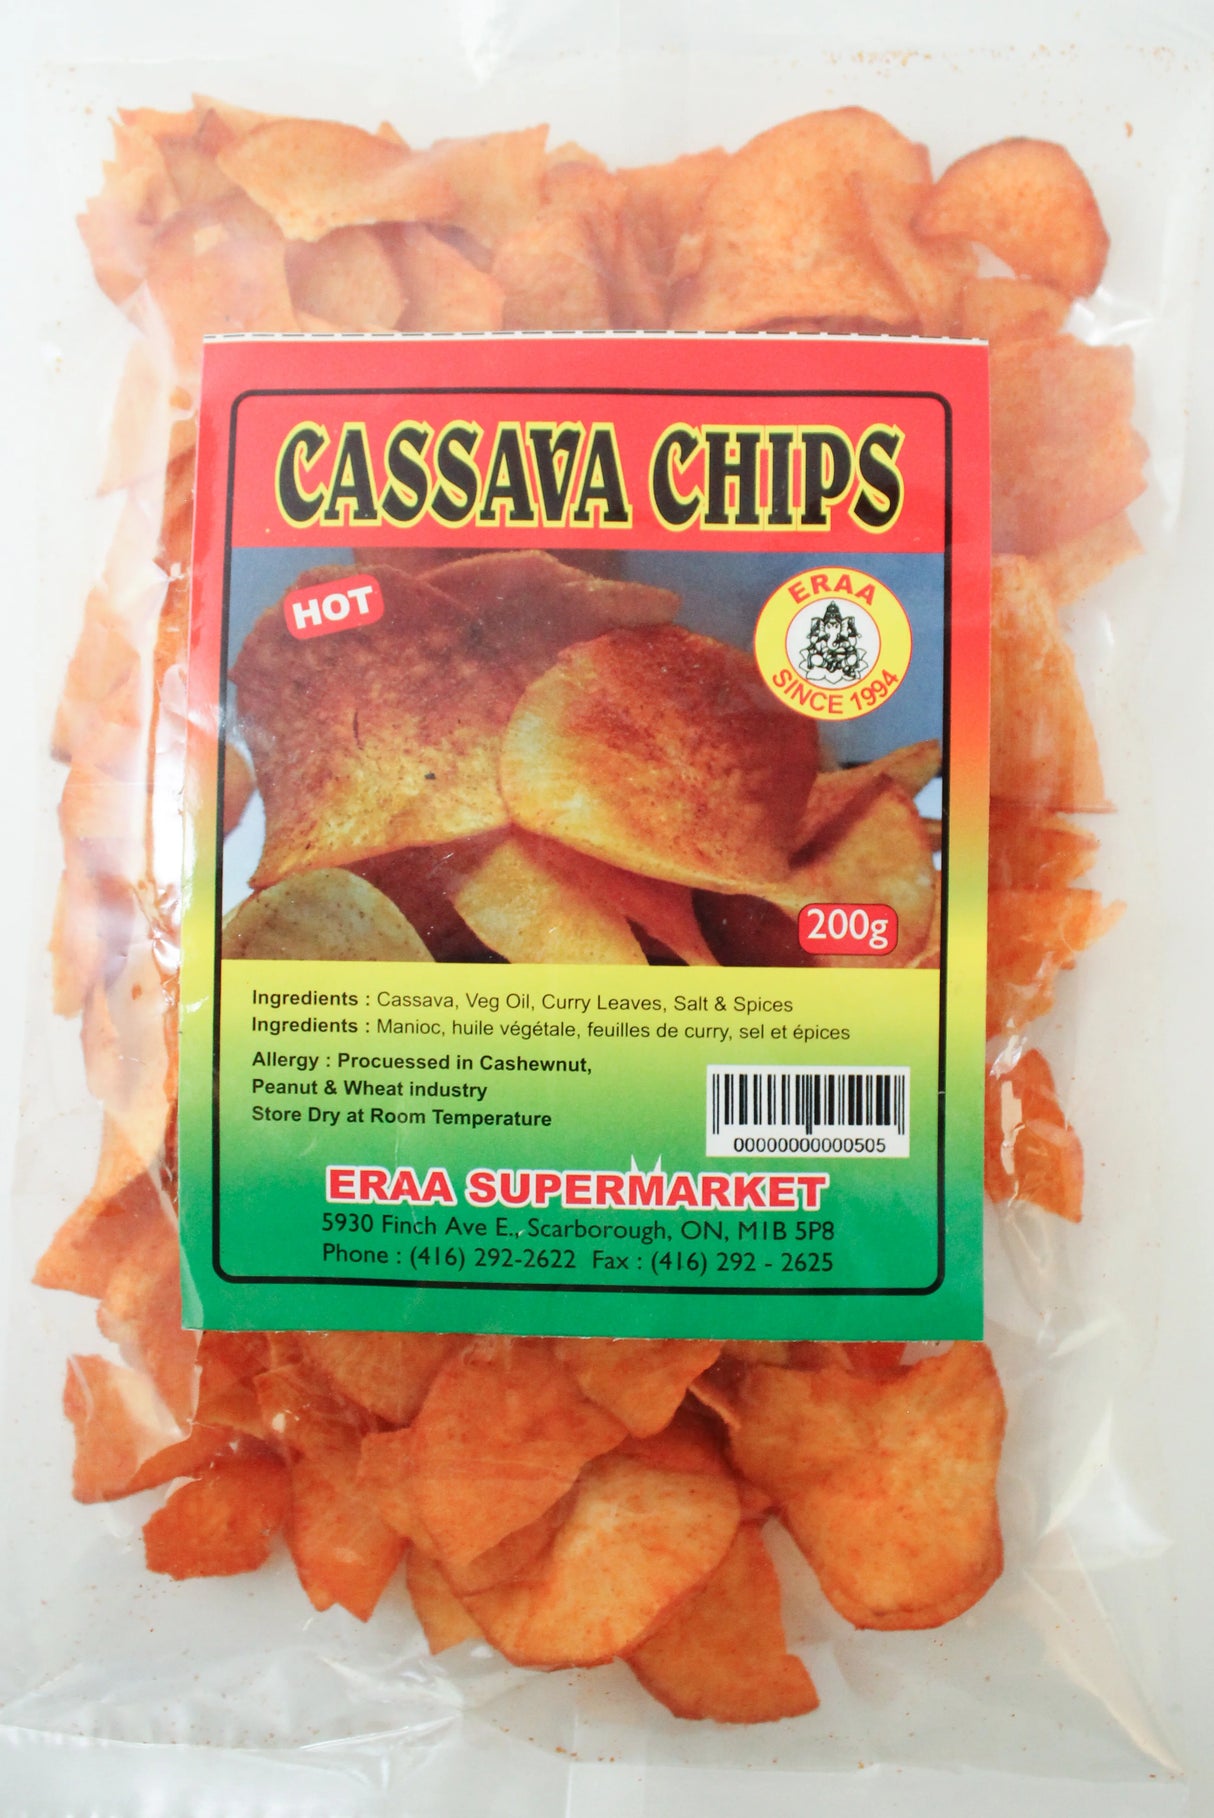 CASSAVA CHIPS
HOT
ERAA
SINCE 1994
200g
Ingredients : Cassava, Veg Oil, Curry Leaves, Salt & Spices
Ingredients : Manioc, huile végétale, feuilles de curry, sel et épices
Allergy : Procuessed in Cashewnut,
Peanut & Wheat industry
Store Dry at Room Temperature
00000000000505
ERAA SUPERMARKET
5930 Finch Ave E., Scarborough, ON, M1B 5P8
Phone : (416) 292-2622 Fax : (416) 292 - 2625